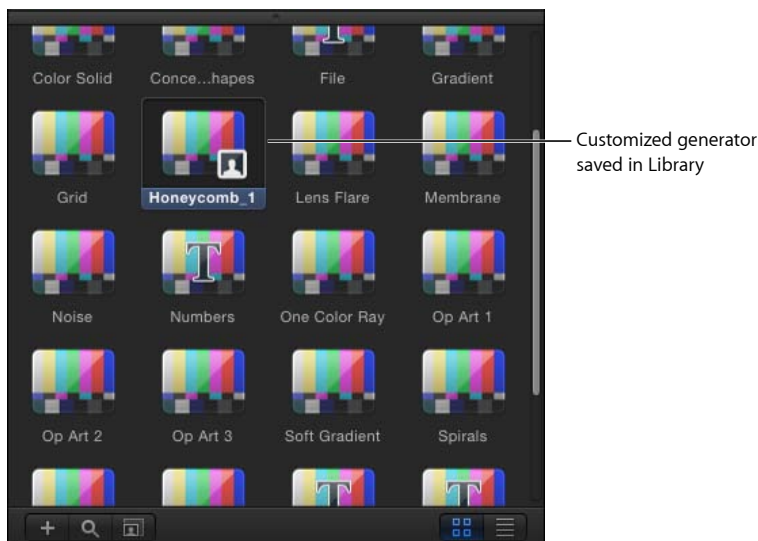 Color Solid
Conce...hapes
File
Gradient
Grid
Honeycomb_1
Lens Flare
Membrane
Customized generator
saved in Library
Noise
T
Numbers
One Color Ray
Op Art 1
Op Art 2
Op Art 3
Soft Gradient
Spirals
T
T